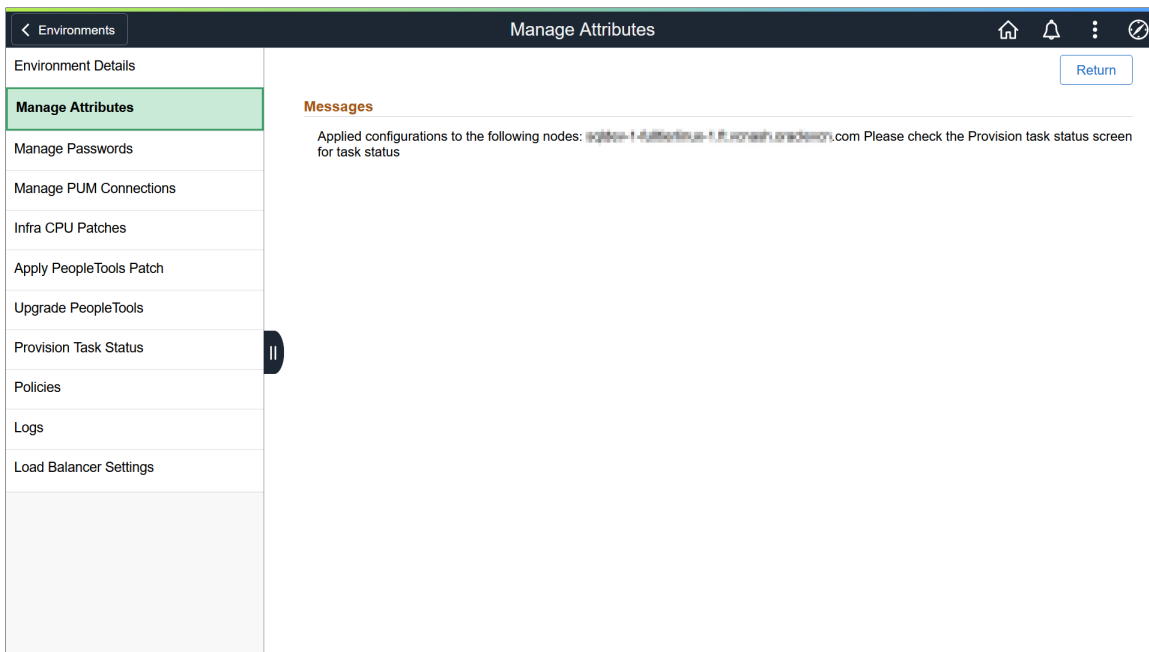 Environments
Manage Attributes
Environment Details
Manage Attributes
Manage Passwords
Manage PUM Connections
Infra CPU Patches
Apply PeopleTools Patch
Upgrade PeopleTools
Provision Task Status
Policies
Logs
Load Balancer Settings
Return
Messages
Applied configurations to the following nodes: .com Please check the Provision task status screen
for task status